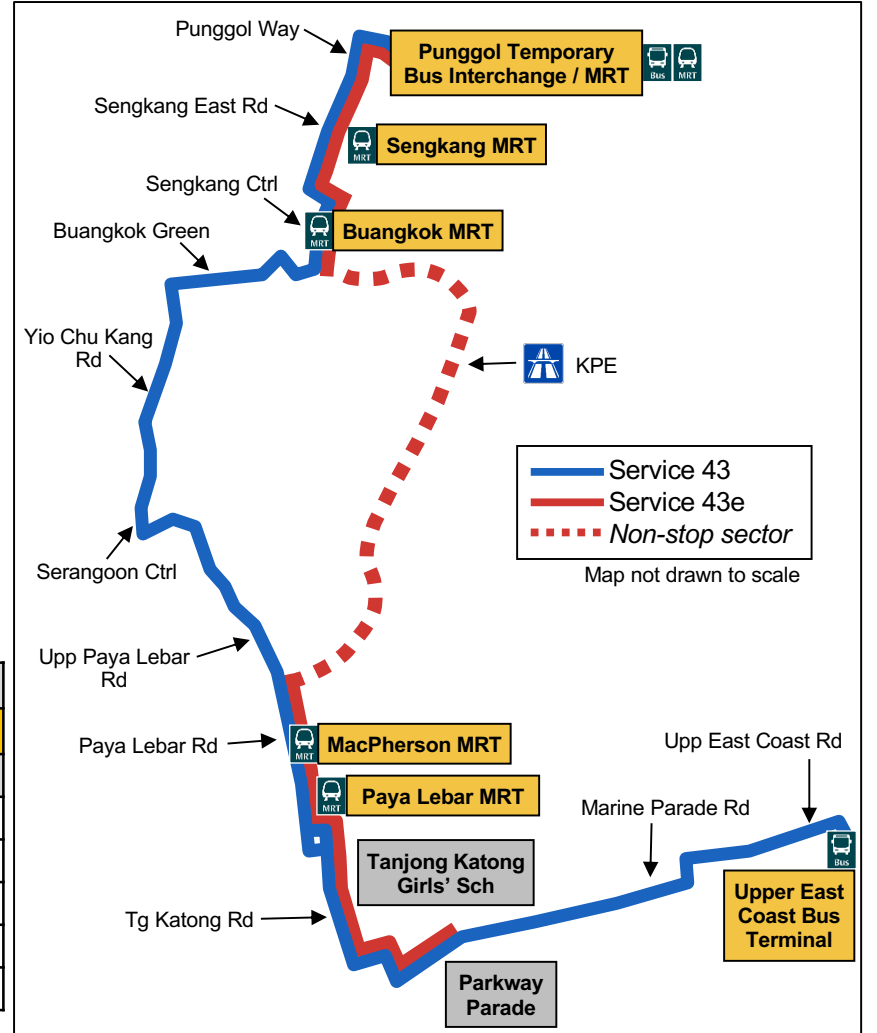 Punggol Way
Punggol Temporary
Bus Interchange / MRT
Bus
MRT
Sengkang East Rd
MRT
Sengkang MRT
Sengkang Ctrl
MRT
Buangkok MRT
Buangkok Green
Yio Chu Kang
Rd
KPE
Service 43
Service 43e
Non-stop sector
Map not drawn to scale
Serangoon Ctrl
Upp Paya Lebar
Rd
Paya Lebar Rd
MRT
MacPherson MRT
Upp East Coast Rd
MRT
Paya Lebar MRT
Marine Parade Rd
Tanjong Katong
Girls' Sch
Bus
Upper East
Coast Bus
Terminal
Tg Katong Rd
Parkway
Parade